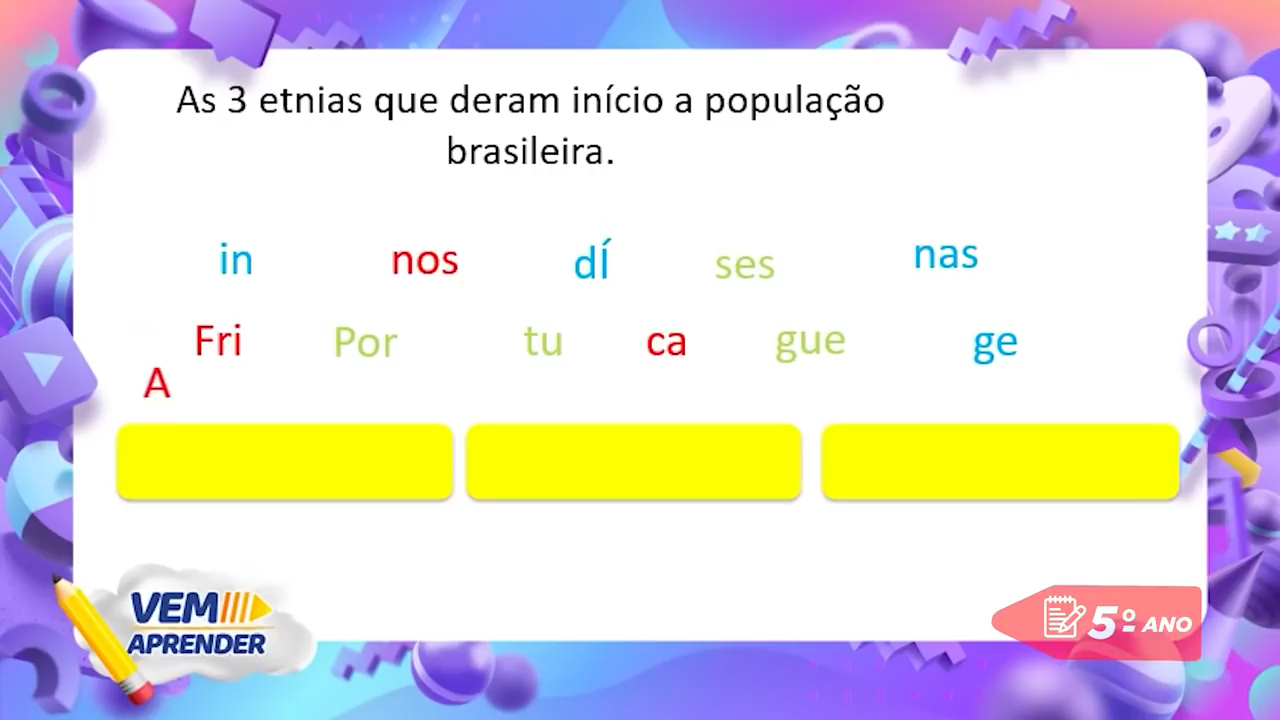 As 3 etnias que deram início a população
brasileira.
in nos dÍ ses nas
Fri Por tu ca gue ge
A
VEM
APRENDER
5º ANO